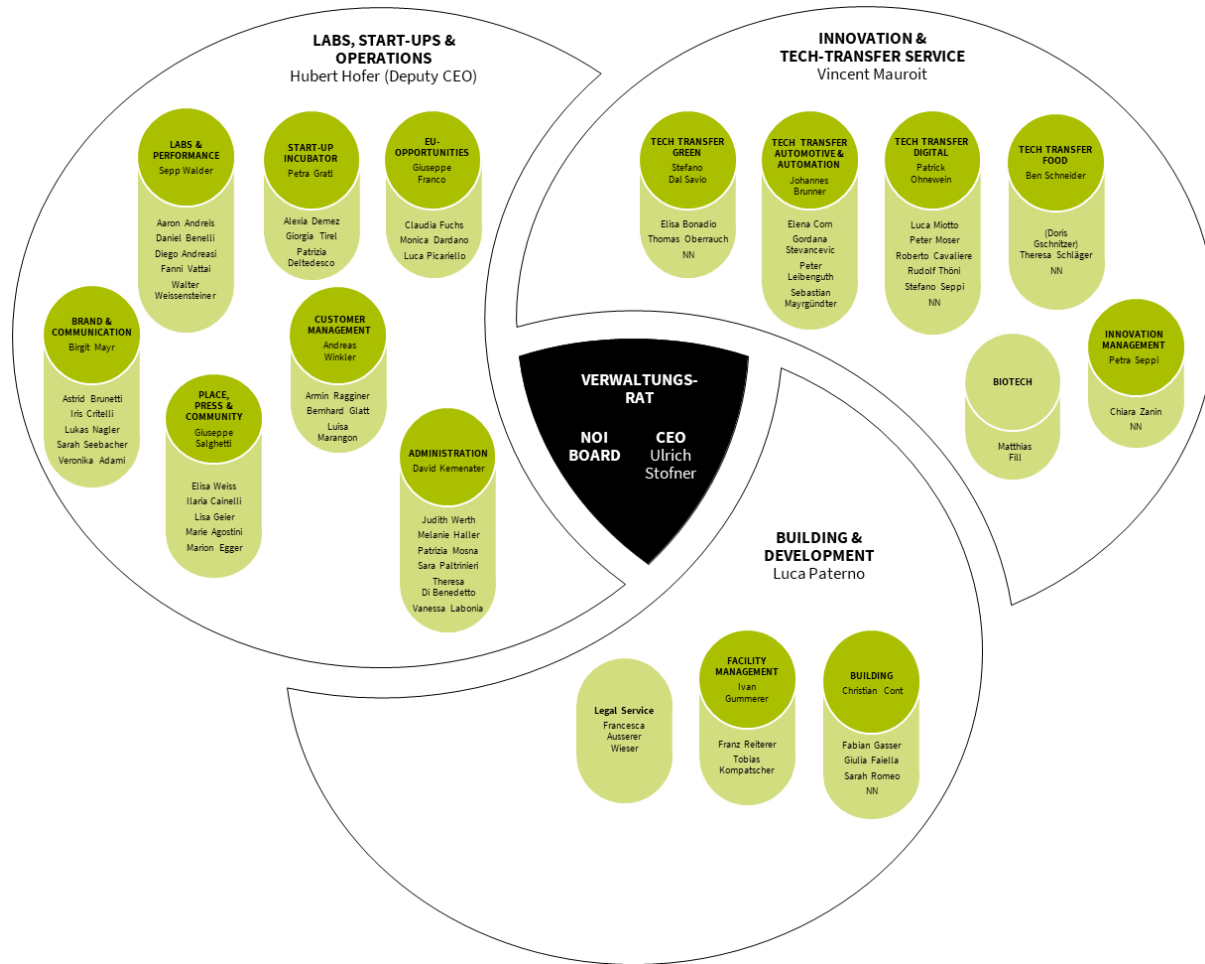 LABS, START-UPS &
OPERATIONS
Hubert Hofer (Deputy CEO)
LABS &
PERFORMANCE
Sepp Walder
Aaron Andreis
Daniel Benelli
Diego Andreasi
Fanni Vattai
Walter
Weissensteiner
START-UP
INCUBATOR
Petra Gratl
Alexia Demez
Giorgia Tirel
Patrizia
Deltedesco
EU-
OPPORTUNITIES
Giuseppe
Franco
Claudia Fuchs
Monica Dardano
Luca Picariello
BRAND &
COMMUNICATION
Birgit Mayr
Astrid Brunetti
Iris Critelli
Lukas Nagler
Sarah Seebacher
Veronika Adami
PLACE,
PRESS &
COMMUNITY
Giuseppe
Salghetti
Elisa Weiss
Ilaria Cainelli
Lisa Geier
Marie Agostini
Marion Egger
CUSTOMER
MANAGEMENT
Andreas
Winkler
Armin Ragginer
Bernhard Glatt
Luisa
Marangon
ADMINISTRATION
David Kemenater
Judith Werth
Melanie Haller
Patrizia Mosna
Sara Paltrinieri
Theresa
Di Benedetto
Vanessa Labonia
INNOVATION &
TECH-TRANSFER SERVICE
Vincent Mauroit
TECH TRANSFER
GREEN
Stefano
Dal Savio
Elisa Bonadio
Thomas Oberrauch
NN
TECH TRANSFER
AUTOMOTIVE &
AUTOMATION
Johannes
Brunner
Elena Corn
Gordana
Stevancevic
Peter
Leibenguth
Sebastian
Mayrgündter
TECH TRANSFER
DIGITAL
Patrick
Ohnewein
Luca Miotto
Peter Moser
Roberto Cavaliere
Rudolf Thöni
Stefano Seppi
NN
TECH TRANSFER
FOOD
Ben Schneider
(Doris
Gschnitzer)
Theresa Schläger
NN
BIOTECH
Matthias
Fill
INNOVATION
MANAGEMENT
Petra Seppi
Chiara Zanin
NN
VERWALTUNGS-
RAT
NOI
BOARD
CEO
Ulrich
Stofner
BUILDING &
DEVELOPMENT
Luca Paterno
Legal Service
Francesca
Ausserer
Wieser
FACILITY
MANAGEMENT
Ivan
Gummerer
Franz Reiterer
Tobias
Kompatscher
BUILDING
Christian Cont
Fabian Gasser
Giulia Faiella
Sarah Romeo
NN